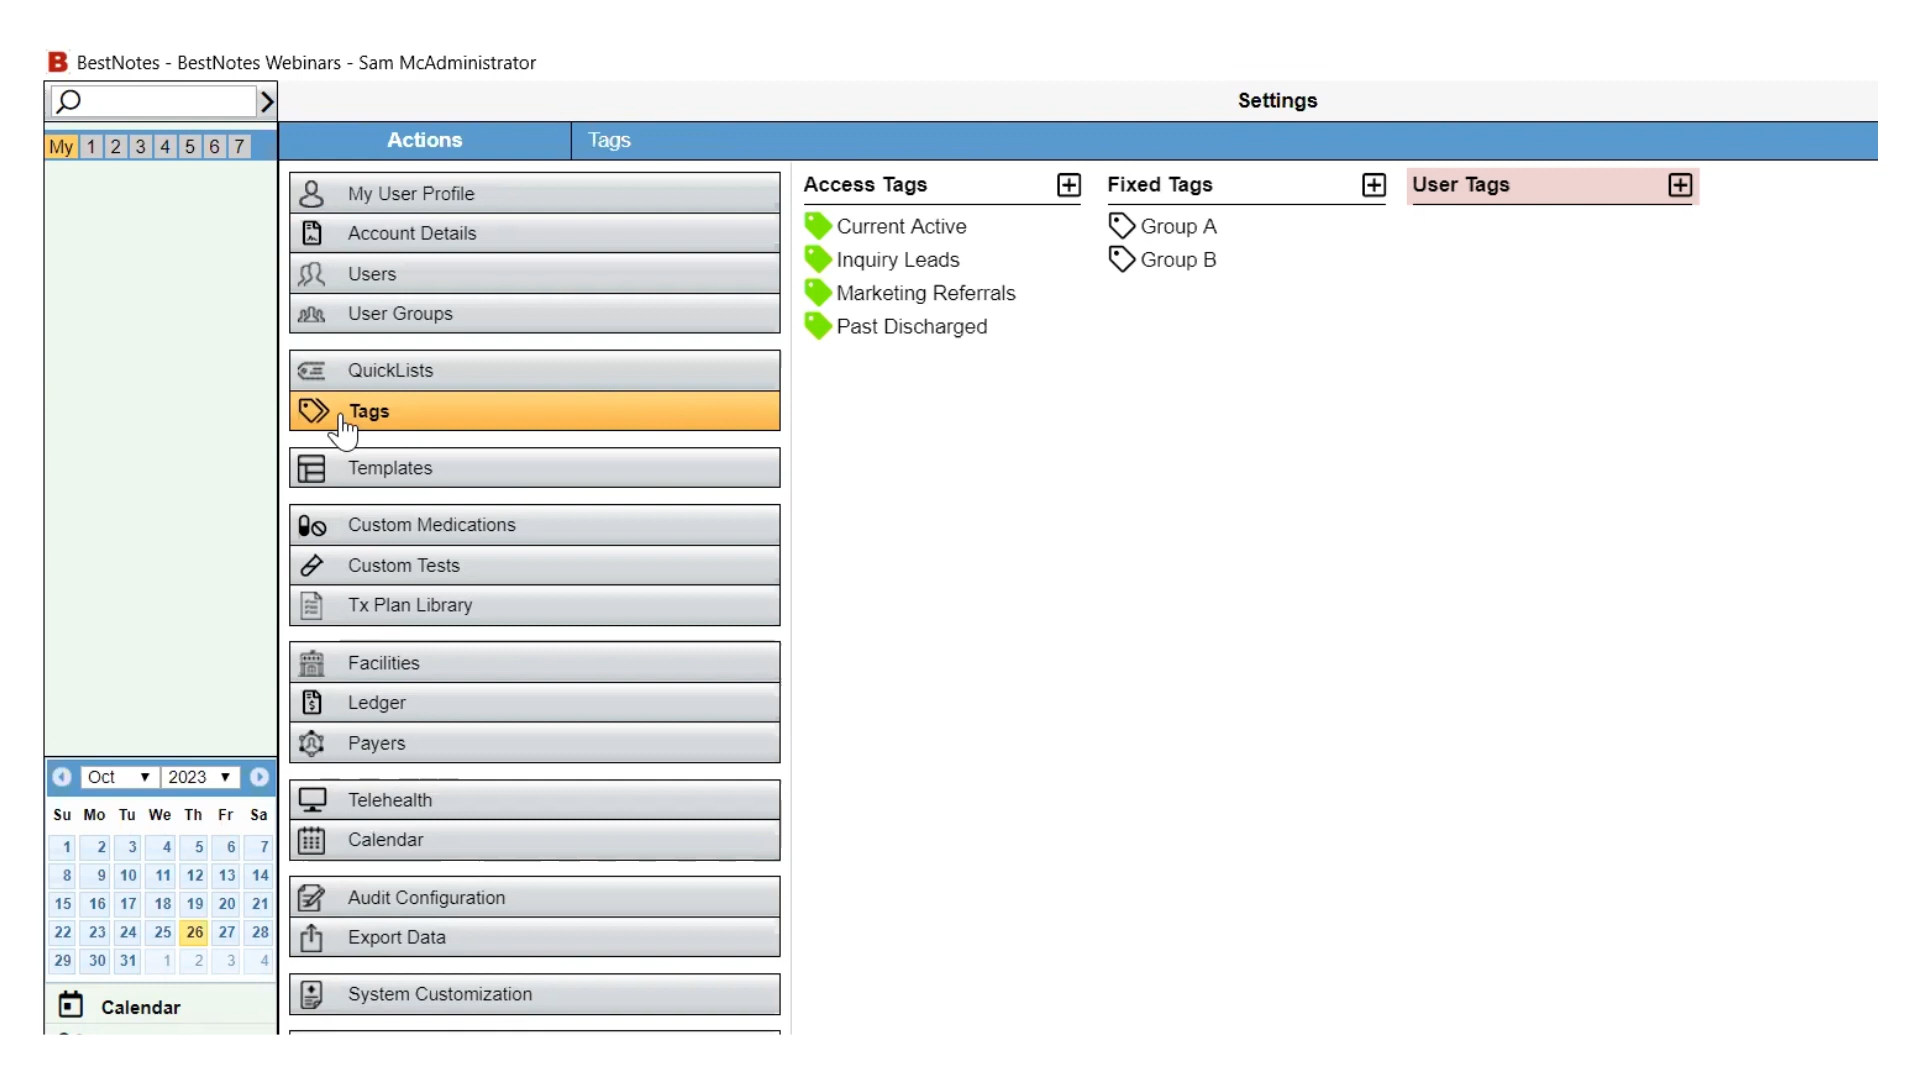 B BestNotes - BestNotes Webinars - Sam McAdministrator
Settings
My 1 2 3 4 5 6 7
Actions
Tags
My User Profile
Account Details
Users
User Groups
QuickLists
Tags
Templates
Custom Medications
Custom Tests
Tx Plan Library
Facilities
Ledger
Payers
Telehealth
Calendar
Audit Configuration
Export Data
System Customization
Access Tags
Current Active
Inquiry Leads
Marketing Referrals
Past Discharged
Fixed Tags
Group A
Group B
User Tags
Oct 2023
Su Mo Tu We Th Fr Sa
1 2 3 4 5 6 7
8 9 10 11 12 13 14
15 16 17 18 19 20 21
22 23 24 25 26 27 28
29 30 31 1 2 3 4
Calendar